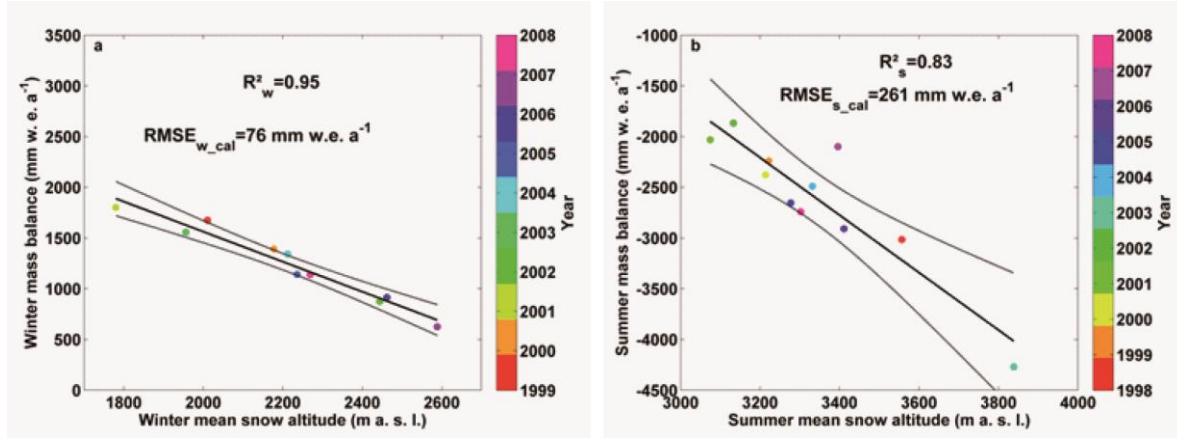 a
R²w=0.95
RMSEw_cal=76 mm w.e. a-1
Winter mass balance (mm w. e. a-1)
3500
3000
2500
2000
1500
1000
500
0
1800 2000 2200 2400 2600
Winter mean snow altitude (m a. s. l.)
2008
2007
2006
2005
2004
2003
2002
2001
2000
1999
Year
b
R²s=0.83
RMSEs_cal=261 mm w.e. a-1
Summer mass balance (mm w. e. a-1)
-1000
-1500
-2000
-2500
-3000
-3500
-4000
-4500
3000 3200 3400 3600 3800 4000
Summer mean snow altitude (m a. s. l.)
2008
2007
2006
2005
2004
2003
2002
2001
2000
1999
1998
Year